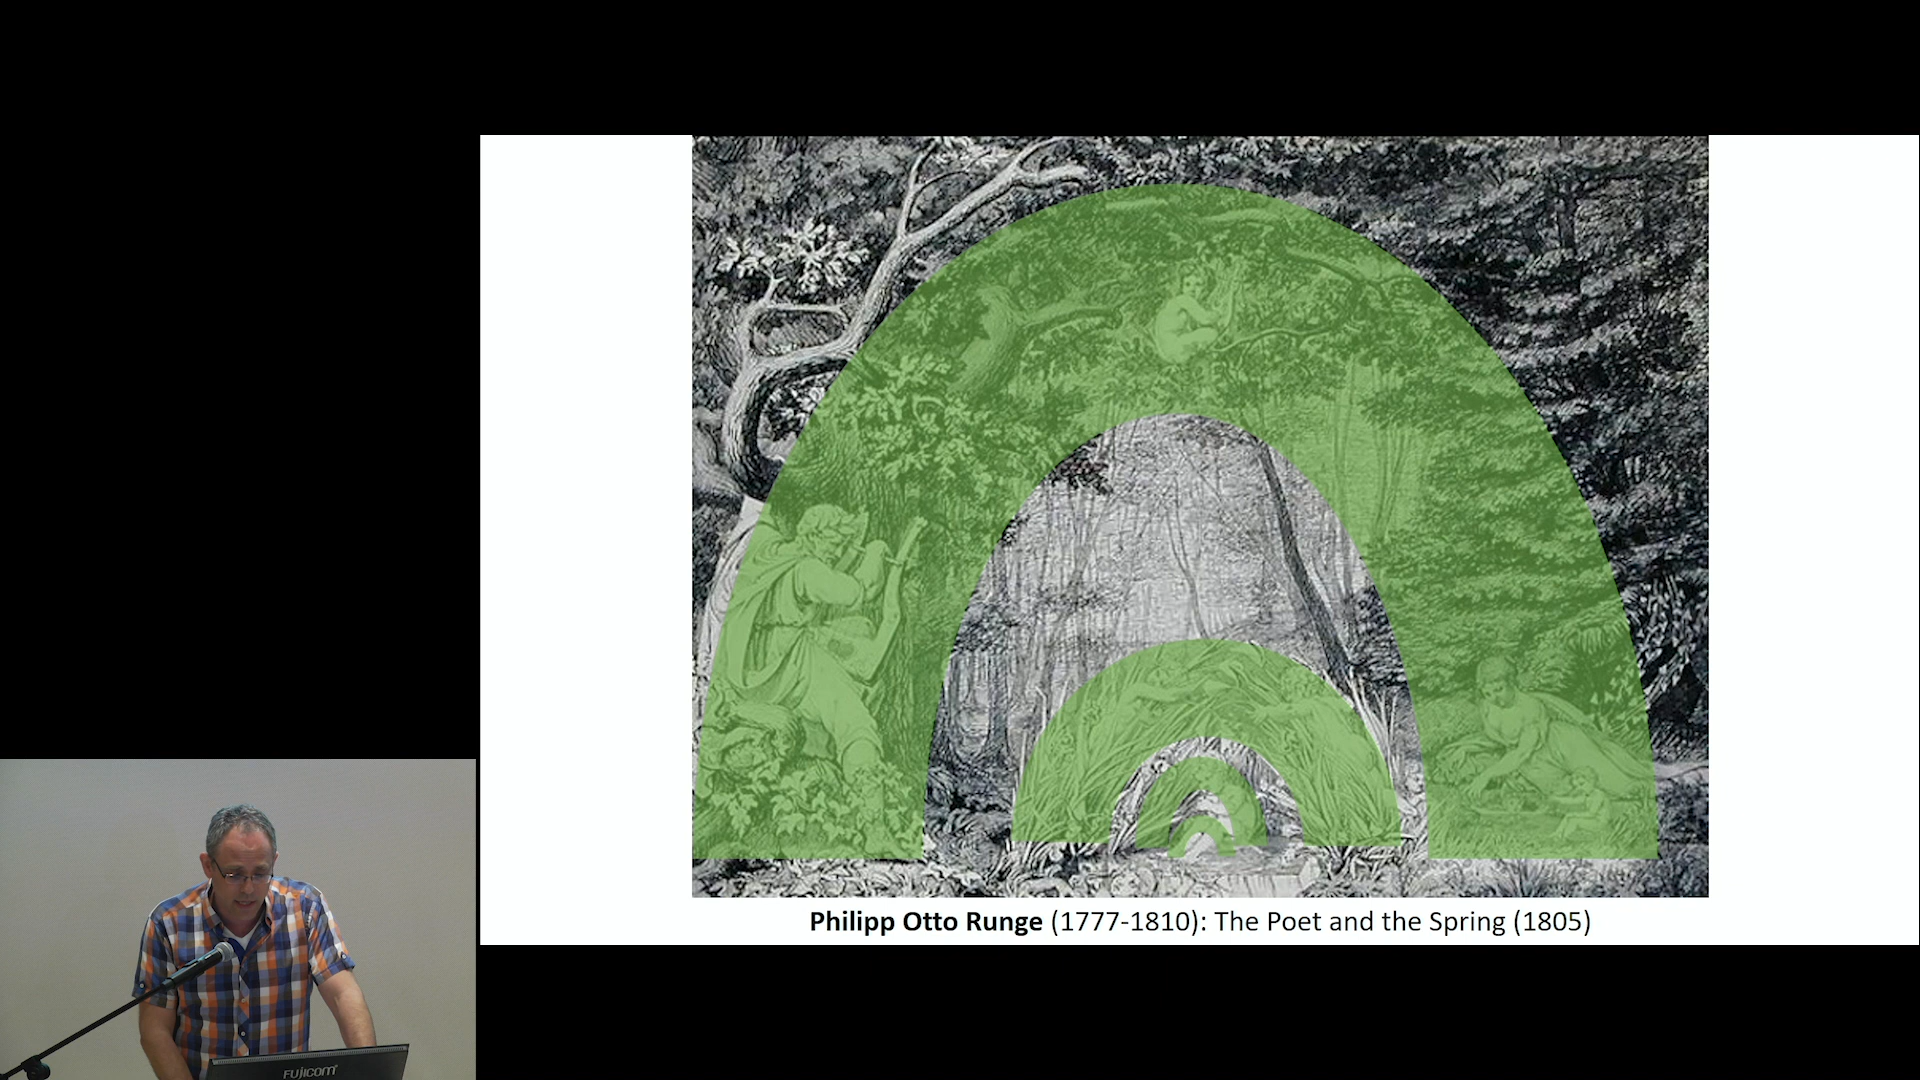 Philipp Otto Runge (1777-1810): The Poet and the Spring (1805)
FUJICOM